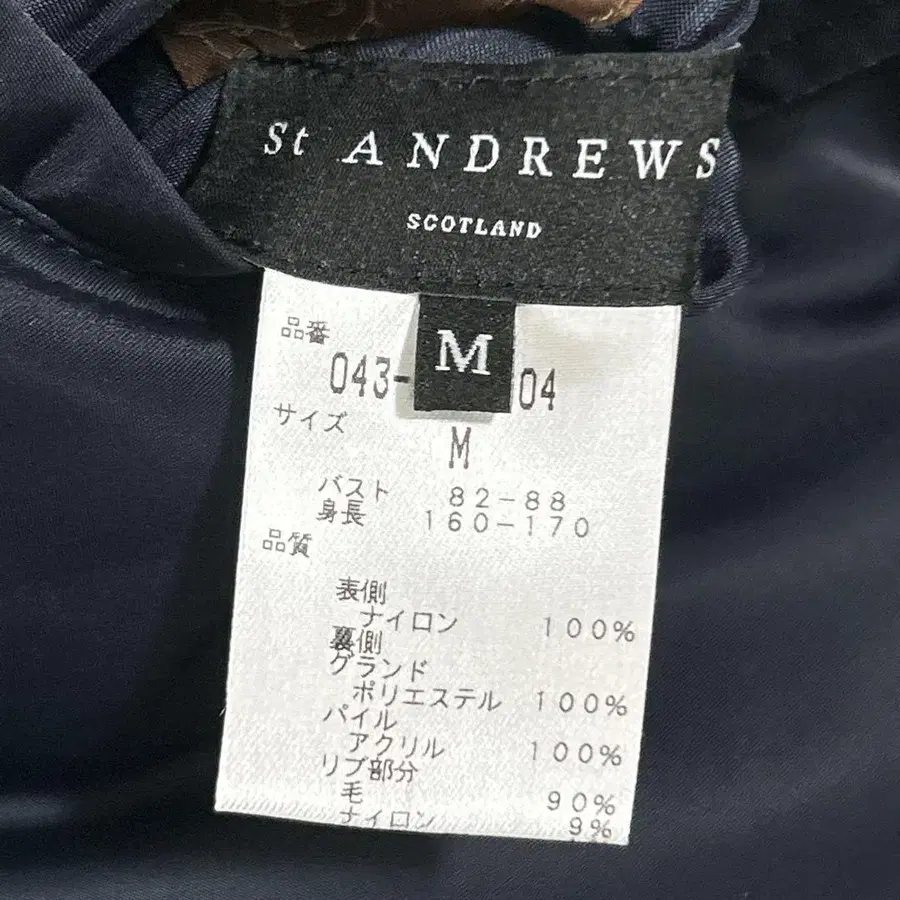 St ANDREWS
SCOTLAND
M
品番
043- 04
サイズ
M
バスト 82-88
身長 160-170
品質
表側
ナイロン 100%
裏側
グランド
ポリエステル 100%
パイル
アクリル 100%
リブ部分
毛 90%
ナイロン 9%